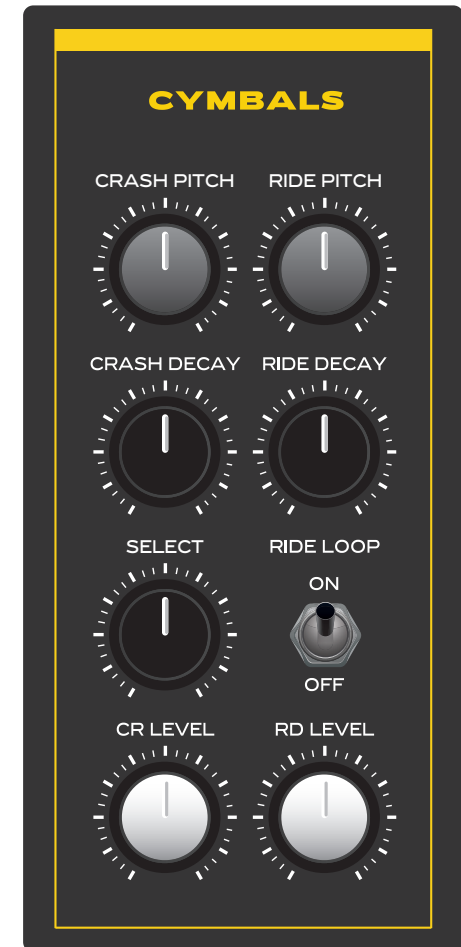 CYMBALS
CRASH PITCH RIDE PITCH
CRASH DECAY RIDE DECAY
SELECT RIDE LOOP
ON
OFF
CR LEVEL RD LEVEL